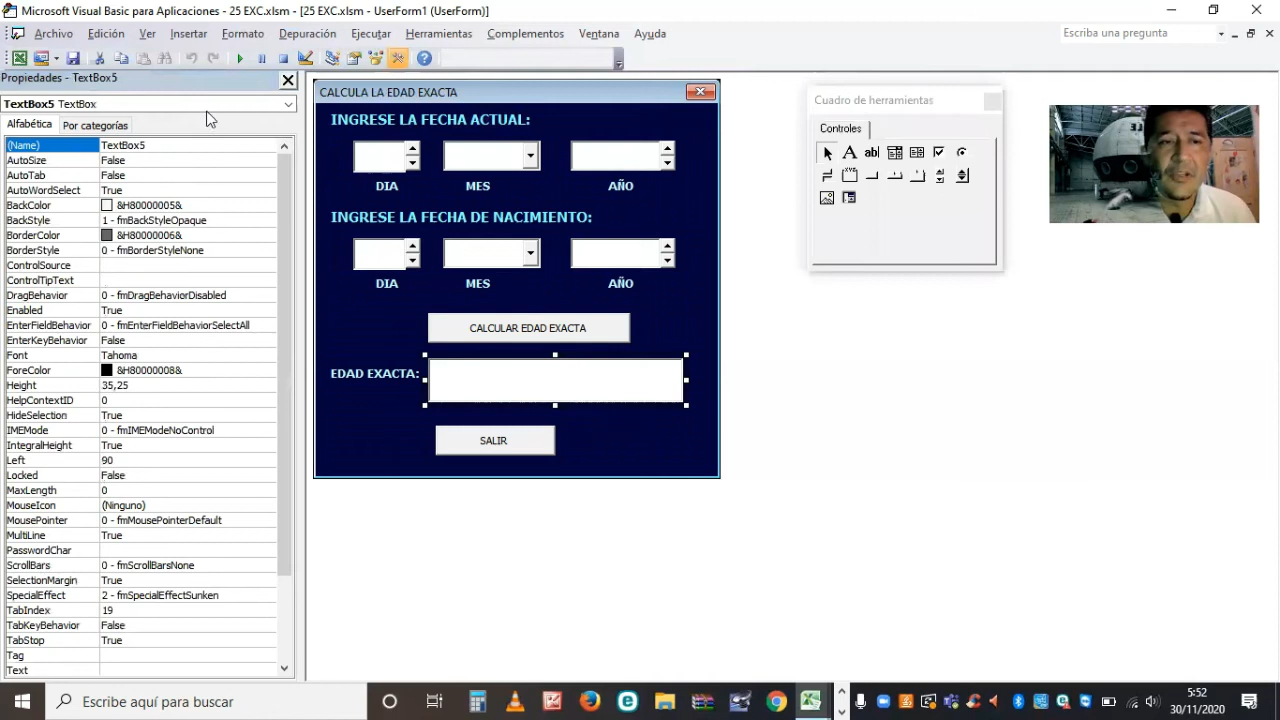 Microsoft Visual Basic para Aplicaciones - 25 EXC.xlsm - [25 EXC.xlsm - UserForm1 (UserForm)]
Archivo Edición Ver Insertar Formato Depuración Ejecutar Herramientas Complementos Ventana Ayuda
Escriba una pregunta
Propiedades - TextBox5
TextBox5 TextBox
Alfabética Por categorías
(Name) TextBox5
AutoSize False
AutoTab False
AutoWordSelect True
BackColor &H80000005&
BackStyle 1 - fmBackStyleOpaque
BorderColor &H80000006&
BorderStyle 0 - fmBorderStyleNone
ControlSource
ControlTipText
DragBehavior 0 - fmDragBehaviorDisabled
Enabled True
EnterFieldBehavior 0 - fmEnterFieldBehaviorSelectAll
EnterKeyBehavior False
Font Tahoma
ForeColor &H80000008&
Height 35,25
HelpContextID 0
HideSelection True
IMEMode 0 - fmIMEModeNoControl
IntegralHeight True
Left 90
Locked False
MaxLength 0
MouseIcon (Ninguno)
MousePointer 0 - fmMousePointerDefault
MultiLine True
PasswordChar
ScrollBars 0 - fmScrollBarsNone
SelectionMargin True
SpecialEffect 2 - fmSpecialEffectSunken
TabIndex 19
TabKeyBehavior False
TabStop True
Tag
Text
CALCULA LA EDAD EXACTA
INGRESE LA FECHA ACTUAL:
DIA MES AÑO
INGRESE LA FECHA DE NACIMIENTO:
DIA MES AÑO
CALCULAR EDAD EXACTA
EDAD EXACTA:
SALIR
Cuadro de herramientas
Controles
A ab|
Escribe aquí para buscar
5:52
30/11/2020